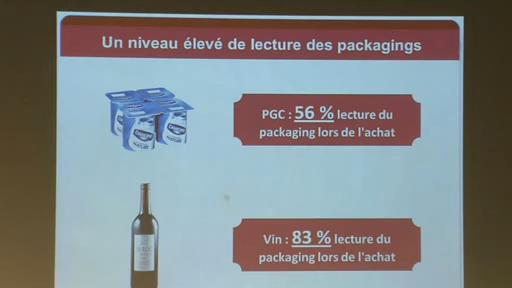 Un niveau élevé de lecture des packagings
PGC : 56 % lecture du
packaging lors de l'achat
Vin : 83 % lecture du
packaging lors de l'achat